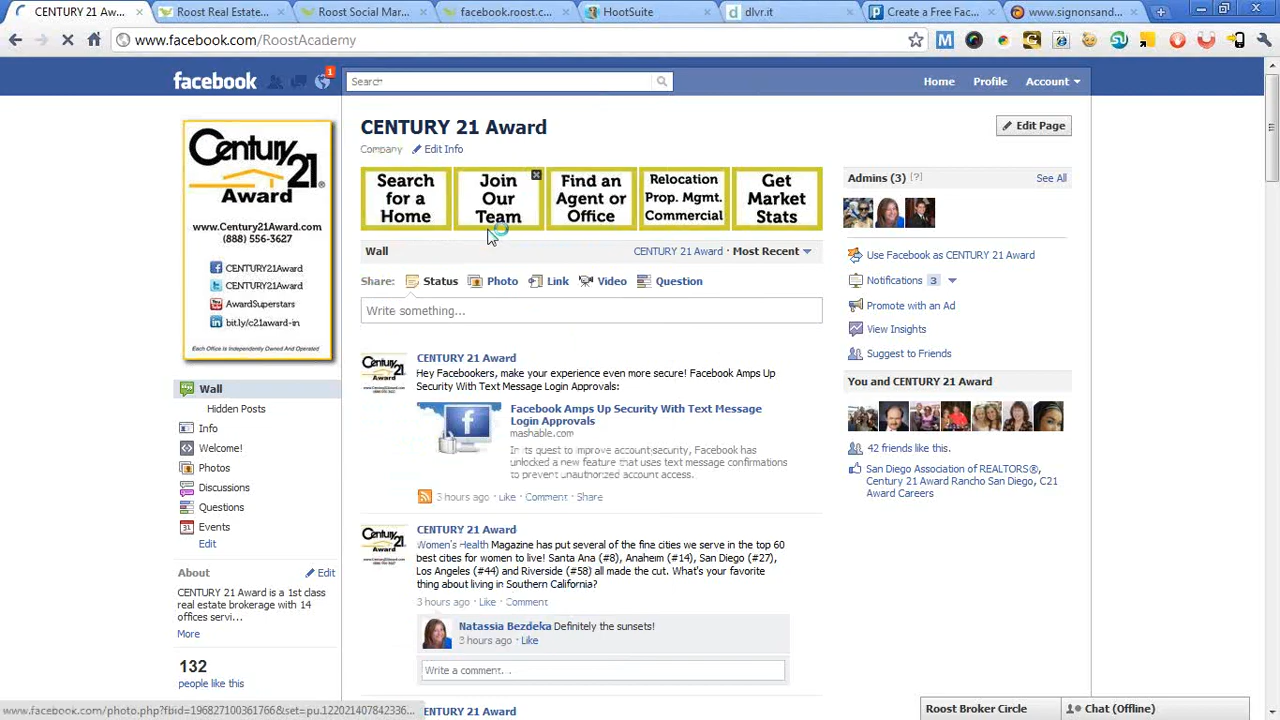 CENTURY 21 Aw...
Roost Real Estate...
Roost Social Mar...
facebook.roost.c...
HootSuite
dlvr.it
Create a Free Fac...
www.signonsand...
www.facebook.com/RoostAcademy
facebook
1
Search
Home
Profile
Account
Century 21® Award
www.Century21Award.com
(888) 556-3627
CENTURY21Award
CENTURY21Award
AwardSuperstars
bit.ly/c21award-in
Each Office Is Independently Owned And Operated
CENTURY 21 Award
Edit Page
Company
Edit Info
Search for a Home
Join Our Team
Find an Agent or Office
Relocation Prop. Mgmt. Commercial
Get Market Stats
Wall
CENTURY 21 Award · Most Recent
Share:
Status
Photo
Link
Video
Question
Write something...
CENTURY 21 Award
Hey Facebookers, make your experience even more secure! Facebook Amps Up
Security With Text Message Login Approvals:
Facebook Amps Up Security With Text Message
Login Approvals
mashable.com
In its quest to improve account security, Facebook has
unlocked a new feature that uses text message confirmations
to prevent unauthorized account access.
3 hours ago · Like · Comment · Share
CENTURY 21 Award
Women's Health Magazine has put several of the fine cities we serve in the top 60
best cities for women to live! Santa Ana (#8), Anaheim (#14), San Diego (#27),
Los Angeles (#44) and Riverside (#58) all made the cut. What's your favorite
thing about living in Southern California?
3 hours ago · Like · Comment
Natassia Bezdeka Definitely the sunsets!
3 hours ago · Like
Write a comment...
CENTURY 21 Award
Wall
Hidden Posts
Info
Welcome!
Photos
Discussions
Questions
31
Events
Edit
About
Edit
CENTURY 21 Award is a 1st class
real estate brokerage with 14
offices servi...
More
132
people like this
Admins (3) [?]
See All
Use Facebook as CENTURY 21 Award
Notifications 3
Promote with an Ad
View Insights
Suggest to Friends
You and CENTURY 21 Award
42 friends like this.
San Diego Association of REALTORS®,
Century 21 Award Rancho San Diego, C21
Award Careers
www.facebook.com/photo.php?fbid=196827100361766&set=pu.122021407842336...
Roost Broker Circle
Chat (Offline)